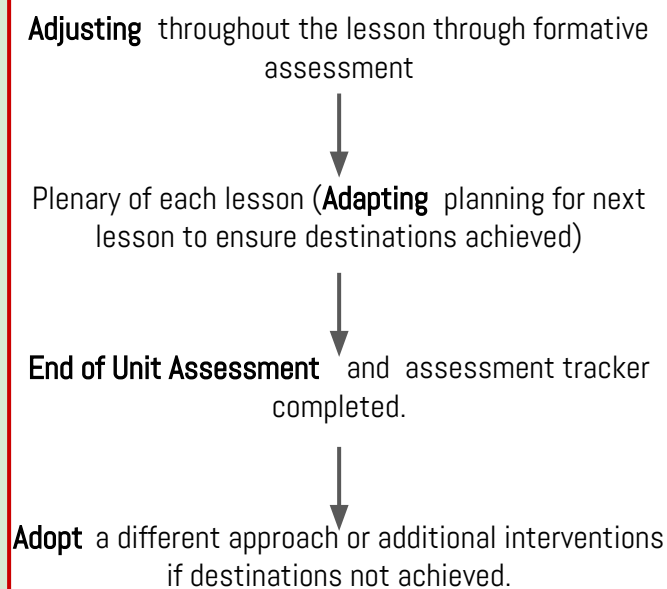 Adjusting throughout the lesson through formative
assessment
Plenary of each lesson (Adapting planning for next
lesson to ensure destinations achieved)
End of Unit Assessment and assessment tracker
completed.
Adopt a different approach or additional interventions
if destinations not achieved.